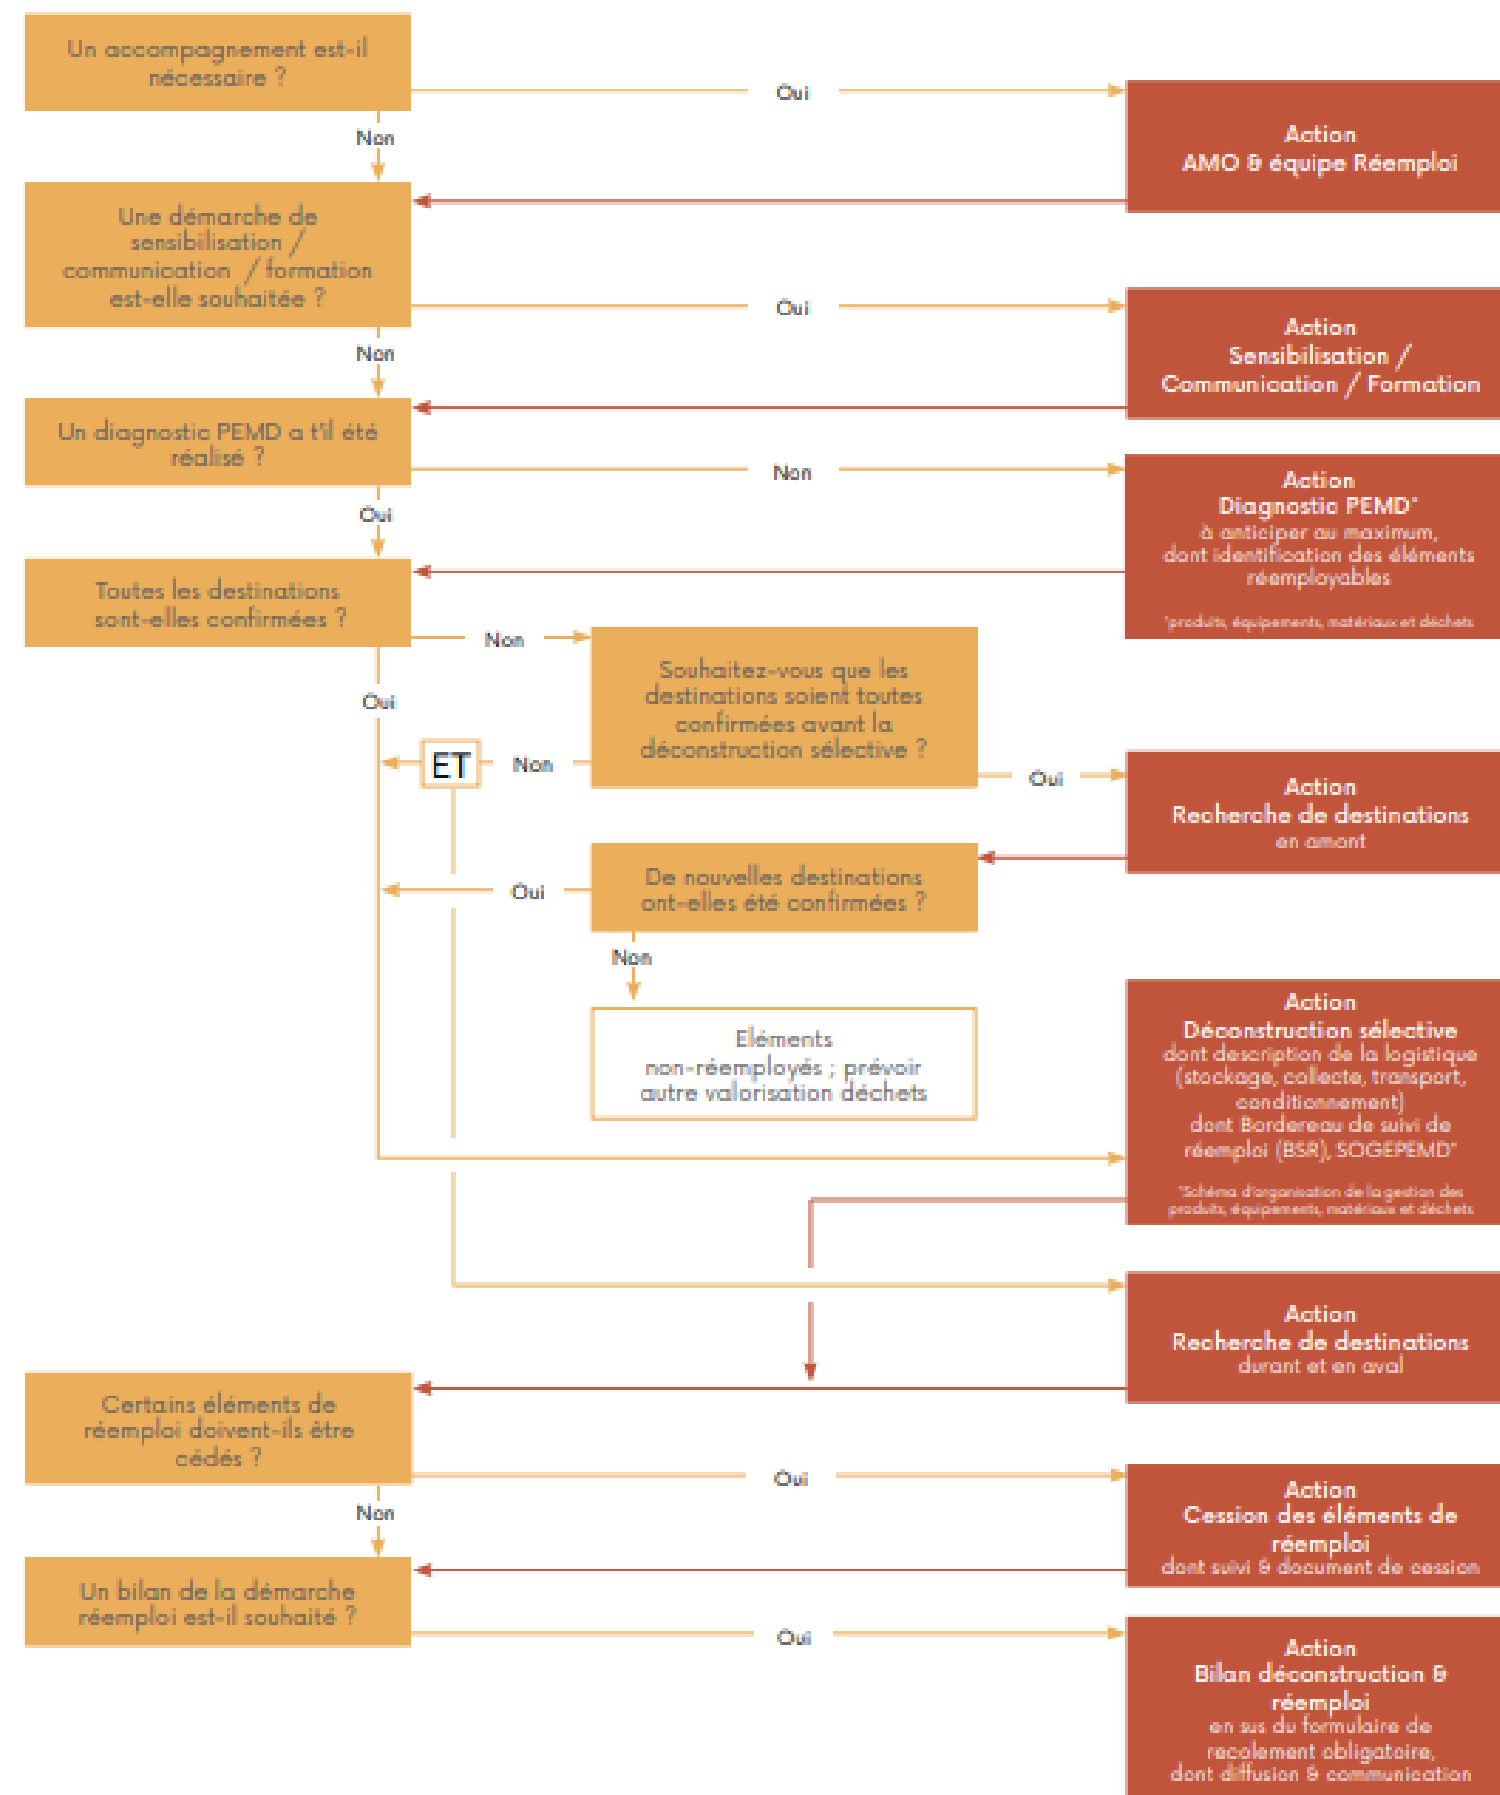 Un accompagnement est-il
nécessaire ?
Oui
Non
Action
AMO & équipe Réemploi
Une démarche de
sensibilisation /
communication / formation
est-elle souhaitée ?
Oui
Non
Action
Sensibilisation /
Communication / Formation
Un diagnostic PEMD a t'il été
réalisé ?
Non
Oui
Action
Diagnostic PEMD*
à anticiper au maximum,
dont identification des éléments
réemployables
*produits, équipements, matériaux et déchets
Toutes les destinations
sont-elles confirmées ?
Non
Oui
Souhaitez-vous que les
destinations soient toutes
confirmées avant la
déconstruction sélective ?
ET
Non
Oui
Action
Recherche de destinations
en amont
De nouvelles destinations
ont-elles été confirmées ?
Oui
Non
Eléments
non-réemployés ; prévoir
autre valorisation déchets
Action
Déconstruction sélective
dont description de la logistique
(stockage, collecte, transport,
conditionnement)
dont Bordereau de suivi de
réemploi (BSR), SOGEPEMD*
*Schéma d'organisation de la gestion des
produits, équipements, matériaux et déchets
Action
Recherche de destinations
durant et en aval
Certains éléments de
réemploi doivent-ils être
cédés ?
Oui
Non
Action
Cession des éléments de
réemploi
dont suivi & document de cession
Un bilan de la démarche
réemploi est-il souhaité ?
Oui
Action
Bilan déconstruction &
réemploi
en sus du formulaire de
recolement obligatoire,
dont diffusion & communication